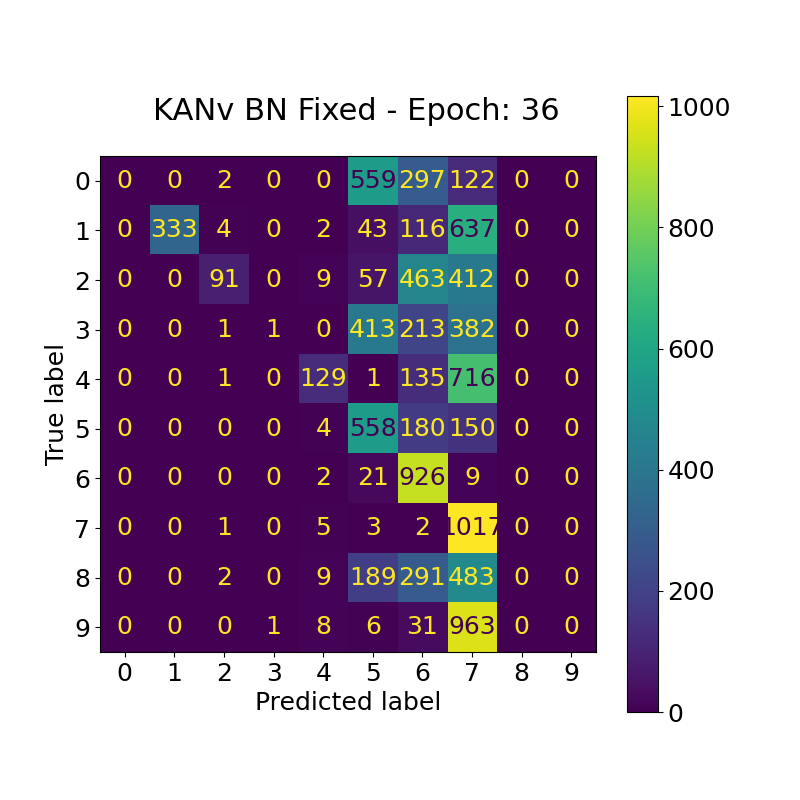 KANv BN Fixed - Epoch: 36
0 0 0 2 0 0 559 297 122 0 0
1 0 333 4 0 2 43 116 637 0 0
2 0 0 91 0 9 57 463 412 0 0
3 0 0 1 1 0 413 213 382 0 0
4 0 0 1 0 129 1 135 716 0 0
5 0 0 0 0 4 558 180 150 0 0
6 0 0 0 0 2 21 926 9 0 0
7 0 0 1 0 5 3 2 1017 0 0
8 0 0 2 0 9 189 291 483 0 0
9 0 0 0 1 8 6 31 963 0 0
0 1 2 3 4 5 6 7 8 9
Predicted label
True label
1000
800
600
400
200
0